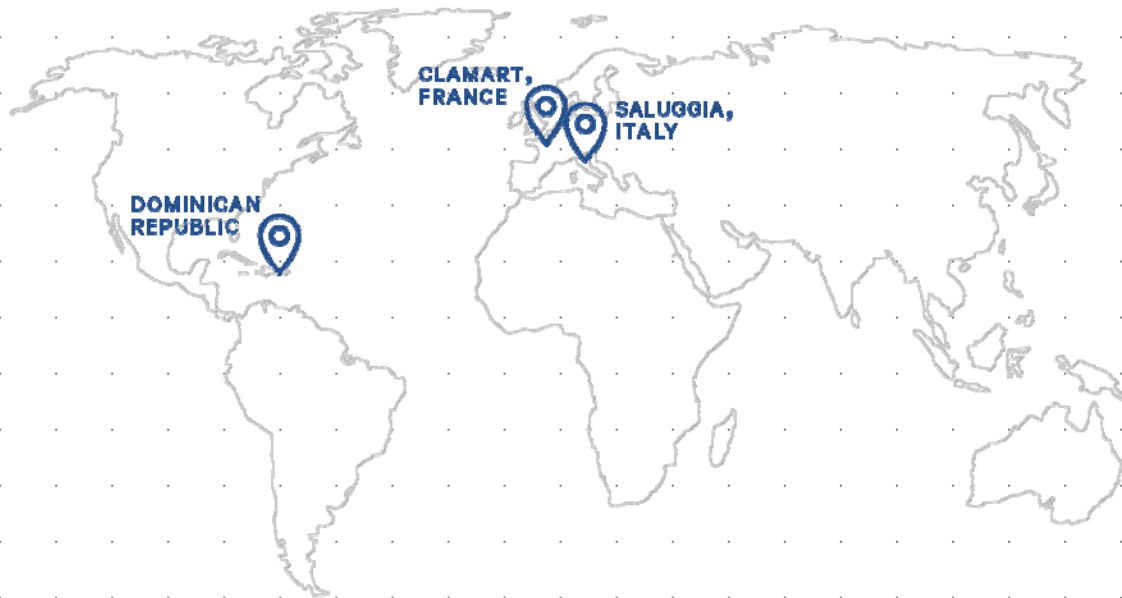 CLAMART,
FRANCE
SALUGGIA,
ITALY
DOMINICAN
REPUBLIC